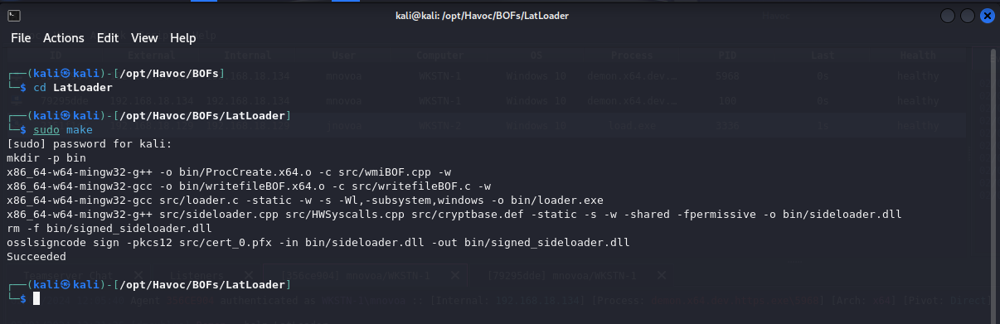 kali@kali: /opt/Havoc/BOFs/LatLoader
File Actions Edit View Help
┌──(kali㉿kali)-[/opt/Havoc/BOFs]
└─$ cd LatLoader
┌──(kali㉿kali)-[/opt/Havoc/BOFs/LatLoader]
└─$ sudo make
[sudo] password for kali:
mkdir -p bin
x86_64-w64-mingw32-g++ -o bin/ProcCreate.x64.o -c src/wmiBOF.cpp -w
x86_64-w64-mingw32-gcc -o bin/writefileBOF.x64.o -c src/writefileBOF.c -w
x86_64-w64-mingw32-gcc src/loader.c -static -w -s -Wl,-subsystem,windows -o bin/loader.exe
x86_64-w64-mingw32-g++ src/sideloader.cpp src/HWSyscalls.cpp src/cryptbase.def -static -s -w -shared -fpermissive -o bin/sideloader.dll
rm -f bin/signed_sideloader.dll
osslsigncode sign -pkcs12 src/cert_0.pfx -in bin/sideloader.dll -out bin/signed_sideloader.dll
Succeeded
┌──(kali㉿kali)-[/opt/Havoc/BOFs/LatLoader]
└─$